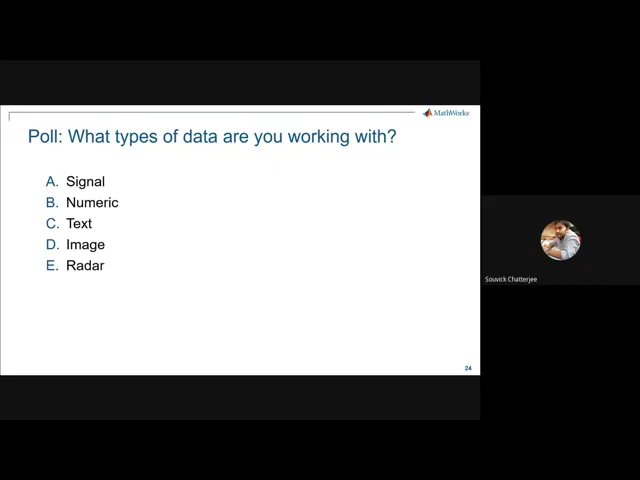 MathWorks
Poll: What types of data are you working with?
A. Signal
B. Numeric
C. Text
D. Image
E. Radar
Souvick Chatterjee
24